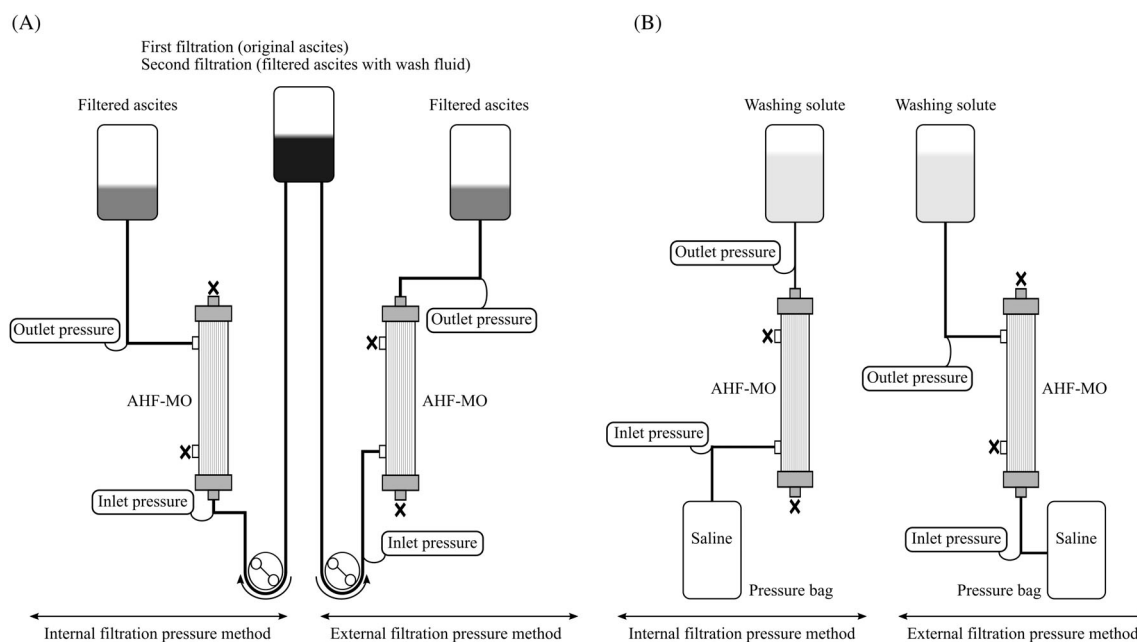 (A)
First filtration (original ascites)
Second filtration (filtered ascites with wash fluid)
Filtered ascites
Filtered ascites
Outlet pressure
Outlet pressure
AHF-MO
AHF-MO
Inlet pressure
Inlet pressure
Internal filtration pressure method
External filtration pressure method
(B)
Washing solute
Washing solute
Outlet pressure
Outlet pressure
AHF-MO
AHF-MO
Inlet pressure
Inlet pressure
Saline
Saline
Pressure bag
Pressure bag
Internal filtration pressure method
External filtration pressure method